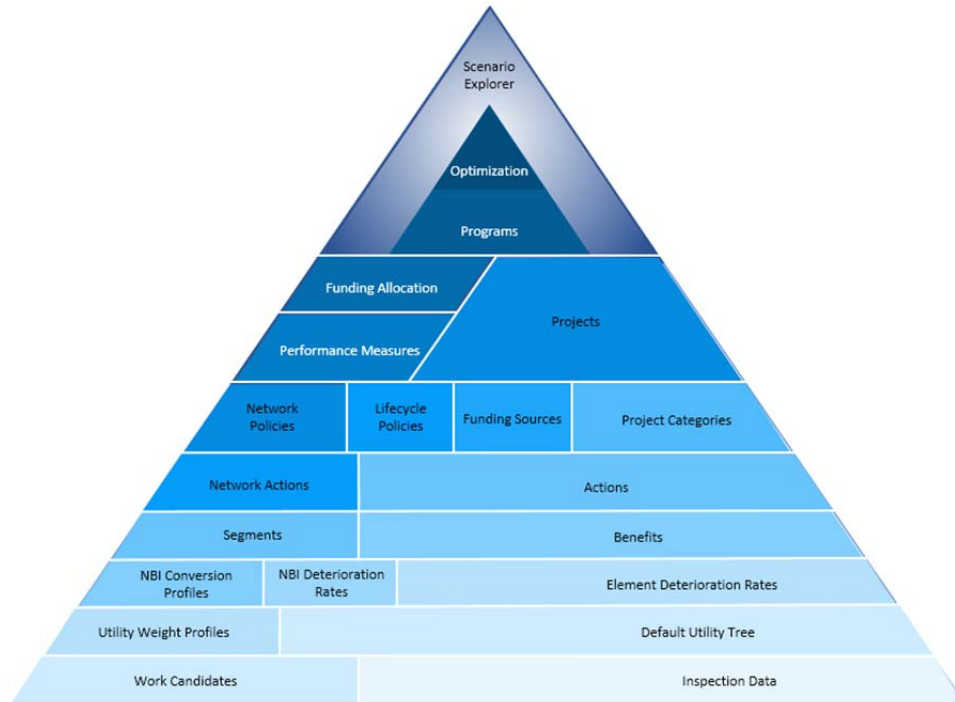 Scenario
Explorer
Optimization
Programs
Funding Allocation
Projects
Performance Measures
Network
Policies
Lifecycle
Policies
Funding Sources
Project Categories
Network Actions
Actions
Segments
Benefits
NBI Conversion
Profiles
NBI Deterioration
Rates
Element Deterioration Rates
Utility Weight Profiles
Default Utility Tree
Work Candidates
Inspection Data